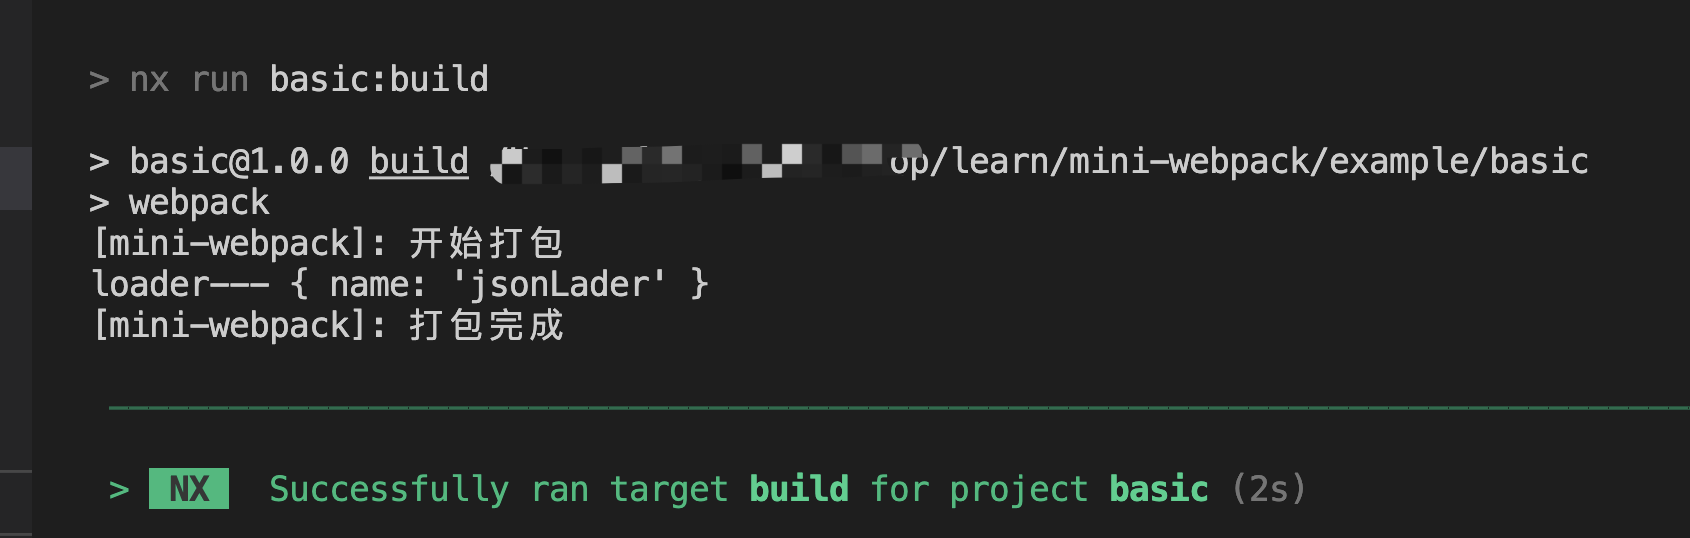 > nx run basic:build
> basic@1.0.0 build op/learn/mini-webpack/example/basic
> webpack
[mini-webpack]: 开始打包
loader--- { name: 'jsonLader' }
[mini-webpack]: 打包完成
> NX Successfully ran target build for project basic (2s)